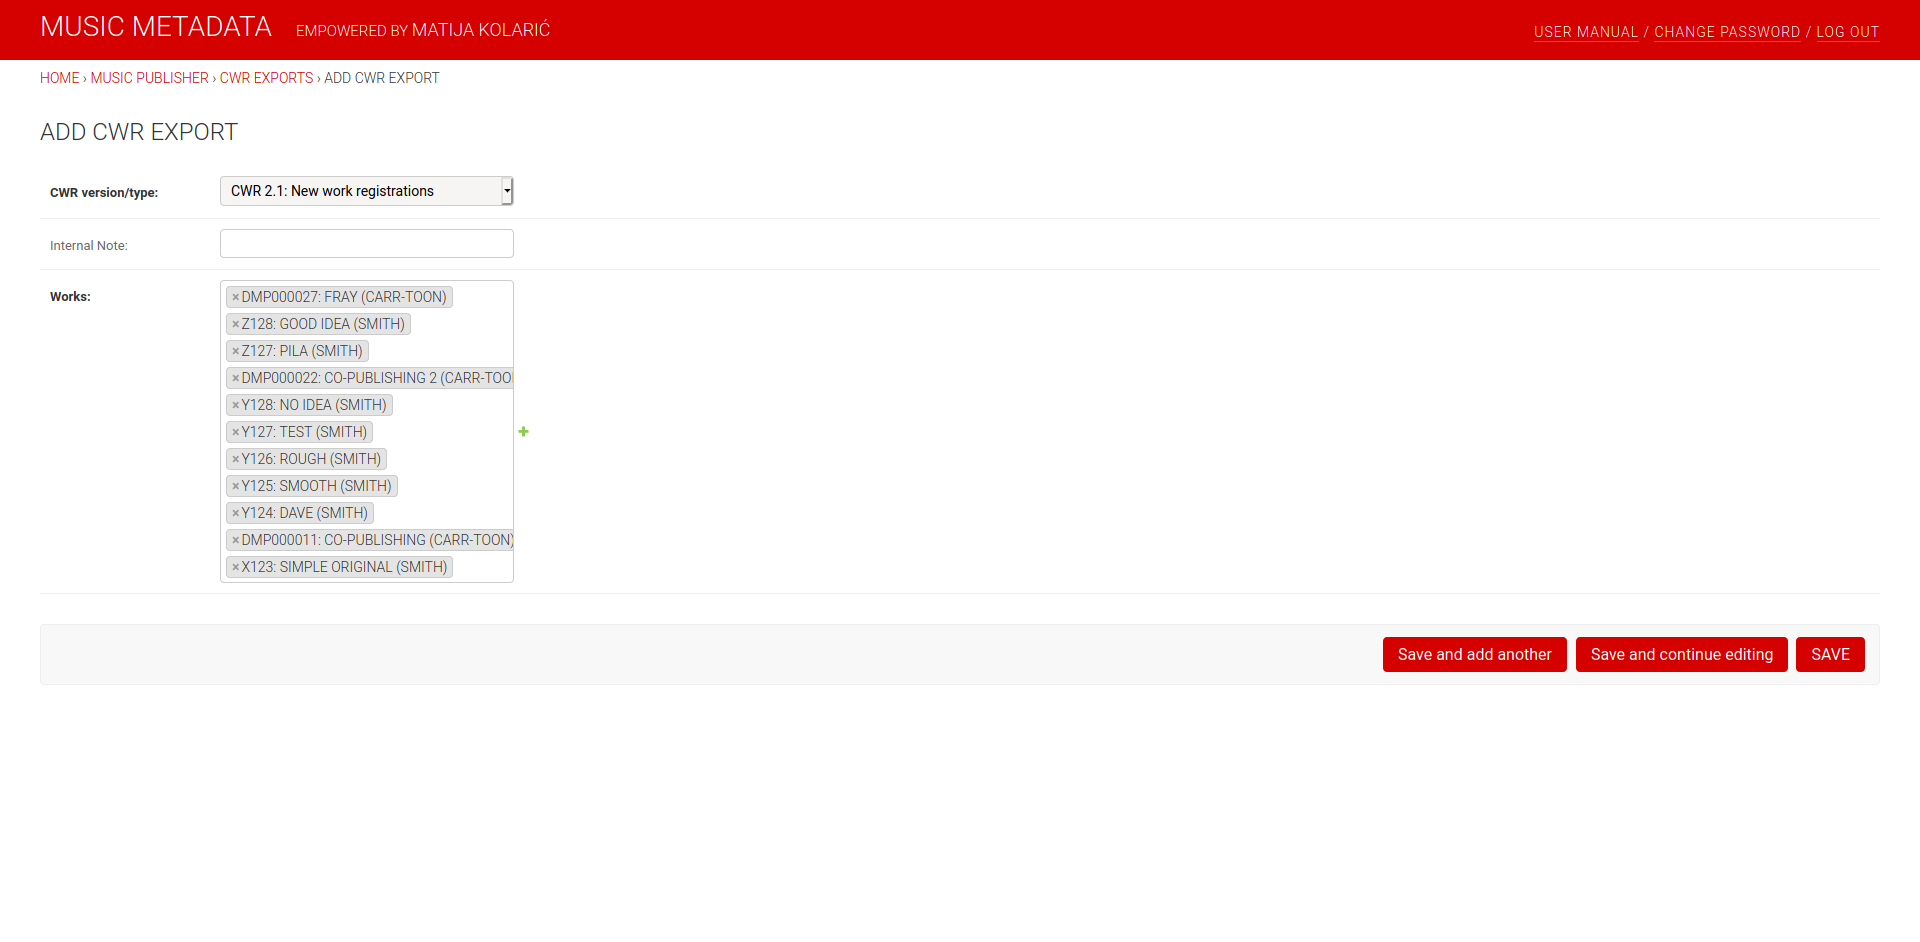 MUSIC METADATA EMPOWERED BY MATIJA KOLARIĆ USER MANUAL / CHANGE PASSWORD / LOG OUT
HOME › MUSIC PUBLISHER › CWR EXPORTS › ADD CWR EXPORT
ADD CWR EXPORT
CWR version/type: CWR 2.1: New work registrations
Internal Note:
Works:
×DMP000027: FRAY (CARR-TOON)
×Z128: GOOD IDEA (SMITH)
×Z127: PILA (SMITH)
×DMP000022: CO-PUBLISHING 2 (CARR-TOO
×Y128: NO IDEA (SMITH)
×Y127: TEST (SMITH)
×Y126: ROUGH (SMITH)
×Y125: SMOOTH (SMITH)
×Y124: DAVE (SMITH)
×DMP000011: CO-PUBLISHING (CARR-TOON)
×X123: SIMPLE ORIGINAL (SMITH)
Save and add another Save and continue editing SAVE